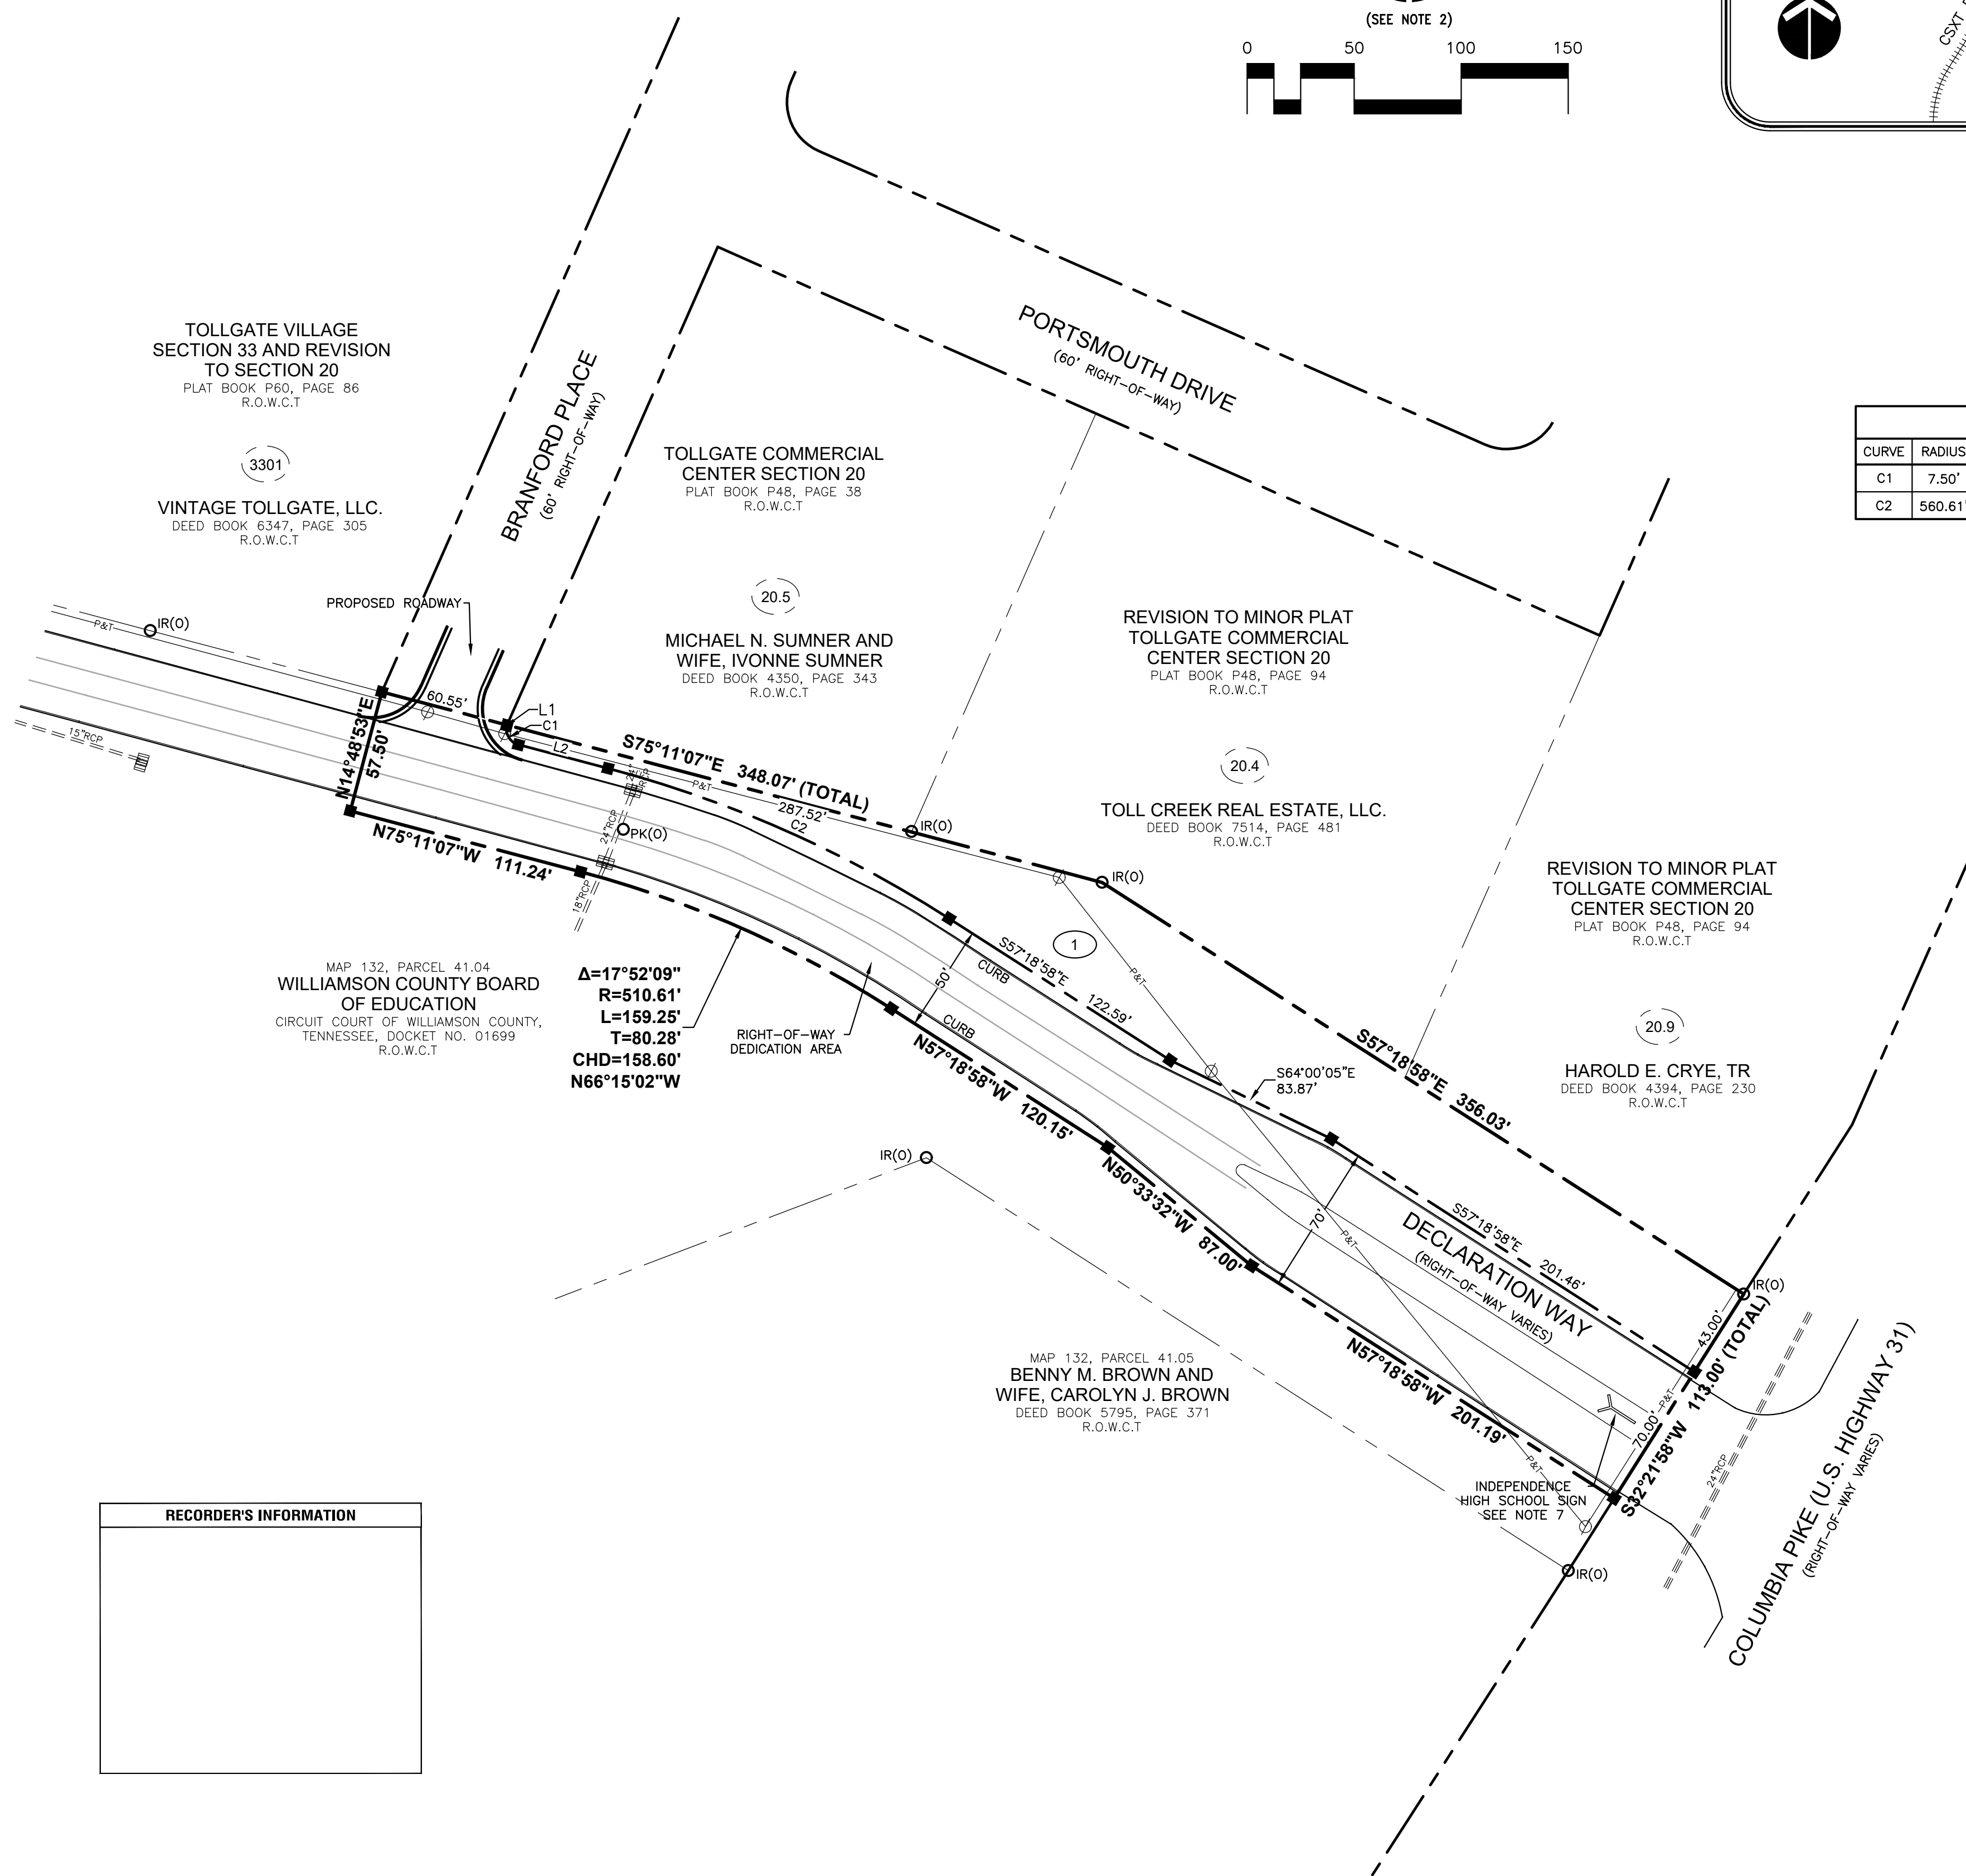 (SEE NOTE 2)
0 50 100 150
CSXT
PORTSMOUTH DRIVE
(60' RIGHT-OF-WAY)
TOLLGATE VILLAGE
SECTION 33 AND REVISION
TO SECTION 20
PLAT BOOK P60, PAGE 86
R.O.W.C.T
3301
VINTAGE TOLLGATE, LLC.
DEED BOOK 6347, PAGE 305
R.O.W.C.T
BRANFORD PLACE
(60' RIGHT-OF-WAY)
TOLLGATE COMMERCIAL
CENTER SECTION 20
PLAT BOOK P48, PAGE 38
R.O.W.C.T
20.5
MICHAEL N. SUMNER AND
WIFE, IVONNE SUMNER
DEED BOOK 4350, PAGE 343
R.O.W.C.T
CURVE RADIUS
C1 7.50'
C2 560.61'
REVISION TO MINOR PLAT
TOLLGATE COMMERCIAL
CENTER SECTION 20
PLAT BOOK P48, PAGE 94
R.O.W.C.T
20.4
TOLL CREEK REAL ESTATE, LLC.
DEED BOOK 7514, PAGE 481
R.O.W.C.T
REVISION TO MINOR PLAT
TOLLGATE COMMERCIAL
CENTER SECTION 20
PLAT BOOK P48, PAGE 94
R.O.W.C.T
20.9
HAROLD E. CRYE, TR
DEED BOOK 4394, PAGE 230
R.O.W.C.T
PROPOSED ROADWAY
P&T
IR(O)
60.55'
L1
C1
L2
S75°11'07"E 348.07' (TOTAL)
P&T
287.52'
C2
IR(O)
IR(O)
N14°48'53"E
57.50'
15"RCP
24"RCP
24"RCP
PK(O)
18"RCP
N75°11'07"W 111.24'
MAP 132, PARCEL 41.04
WILLIAMSON COUNTY BOARD
OF EDUCATION
CIRCUIT COURT OF WILLIAMSON COUNTY,
TENNESSEE, DOCKET NO. 01699
R.O.W.C.T
Δ=17°52'09"
R=510.61'
L=159.25'
T=80.28'
CHD=158.60'
N66°15'02"W
RIGHT-OF-WAY
DEDICATION AREA
50'
1
S57°18'58"E 122.59'
CURB
CURB
P&T
N57°18'58"W 120.15'
S64°00'05"E
83.87'
S57°18'58"E 356.03'
IR(O)
N50°33'32"W 87.00'
70'
P&T
DECLARATION WAY
(RIGHT-OF-WAY VARIES)
S57°18'58"E 201.46'
IR(O)
43.00'
S32°21'58"W 113.00' (TOTAL)
P&T
70.00'
N57°18'58"W 201.19'
P&T
MAP 132, PARCEL 41.05
BENNY M. BROWN AND
WIFE, CAROLYN J. BROWN
DEED BOOK 5795, PAGE 371
R.O.W.C.T
INDEPENDENCE
HIGH SCHOOL SIGN
SEE NOTE 7
24"RCP
COLUMBIA PIKE (U.S. HIGHWAY 31)
(RIGHT-OF-WAY VARIES)
IR(O)
RECORDER'S INFORMATION